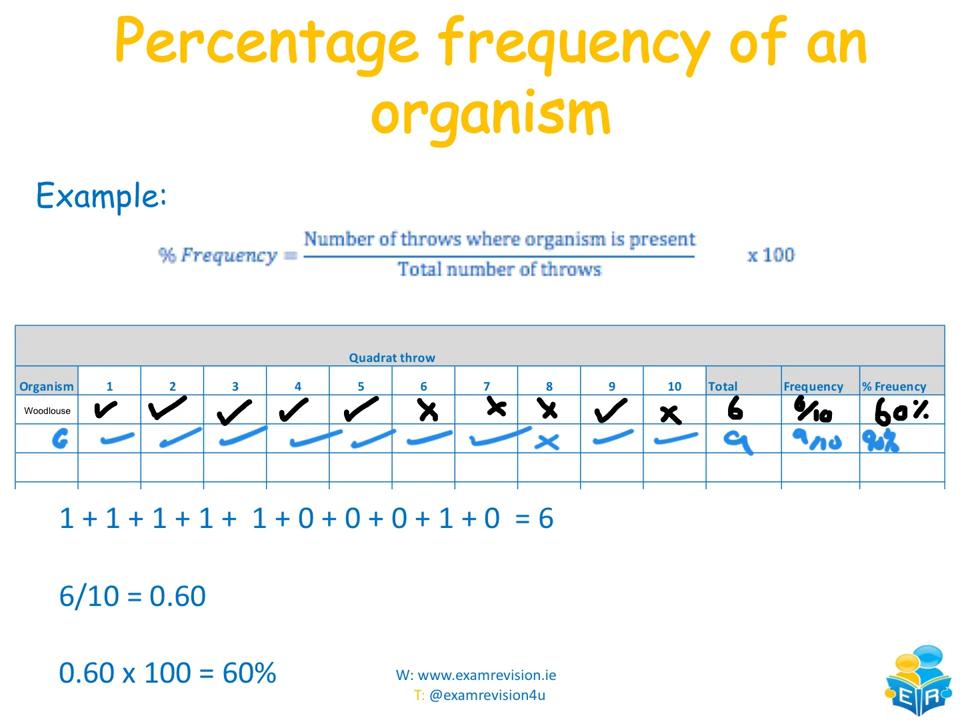 Percentage frequency of an
organism
Example:
% Frequency = Number of throws where organism is present / Total number of throws x 100
Quadrat throw
Organism 1 2 3 4 5 6 7 8 9 10 Total Frequency % Freuency
Woodlouse ✓ ✓ ✓ ✓ ✓ x x x ✓ x 6 6/10 60%
G ✓ ✓ ✓ ✓ ✓ ✓ ✓ x ✓ ✓ 9 9/10 90%
1 + 1 + 1 + 1 + 1 + 0 + 0 + 0 + 1 + 0 = 6
6/10 = 0.60
0.60 x 100 = 60%
W: www.examrevision.ie
T: @examrevision4u
E R